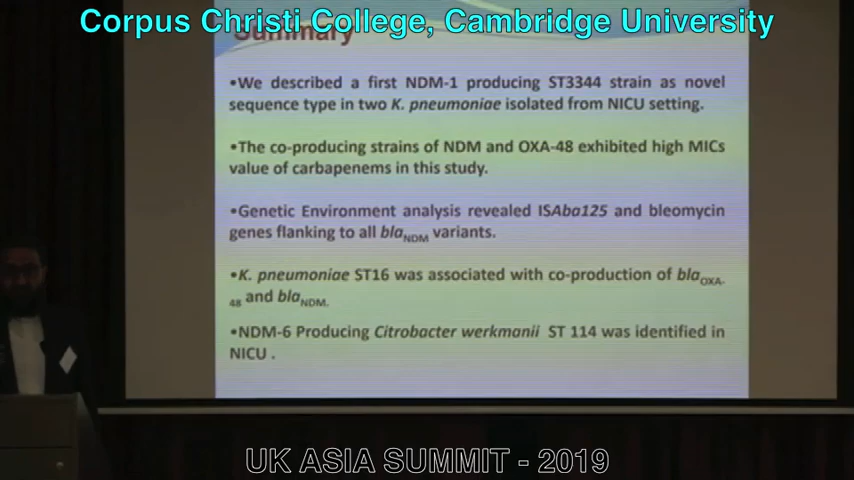 Corpus Christi College, Cambridge University
Summary
•We described a first NDM-1 producing ST3344 strain as novel
sequence type in two K. pneumoniae isolated from NICU setting.
•The co-producing strains of NDM and OXA-48 exhibited high MICs
value of carbapenems in this study.
•Genetic Environment analysis revealed ISAba125 and bleomycin
genes flanking to all blaNDM variants.
•K. pneumoniae ST16 was associated with co-production of blaOXA-
48 and blaNDM.
•NDM-6 Producing Citrobacter werkmanii ST 114 was identified in
NICU .
UK ASIA SUMMIT - 2019